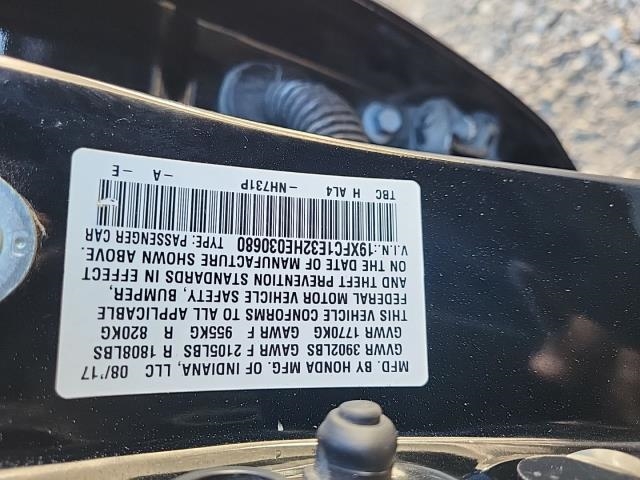 MFD. BY HONDA MFG. OF INDIANA, LLC 08/'17
GVWR 3902LBS GAWR F 2105LBS R 1808LBS
GVWR 1770KG GAWR F 955KG R 820KG
THIS VEHICLE CONFORMS TO ALL APPLICABLE
FEDERAL MOTOR VEHICLE SAFETY, BUMPER,
AND THEFT PREVENTION STANDARDS IN EFFECT
ON THE DATE OF MANUFACTURE SHOWN ABOVE.
V.I.N.:19XFC1E32HE030680 TYPE: PASSENGER CAR
TBC H AL4 -NH731P -A -E